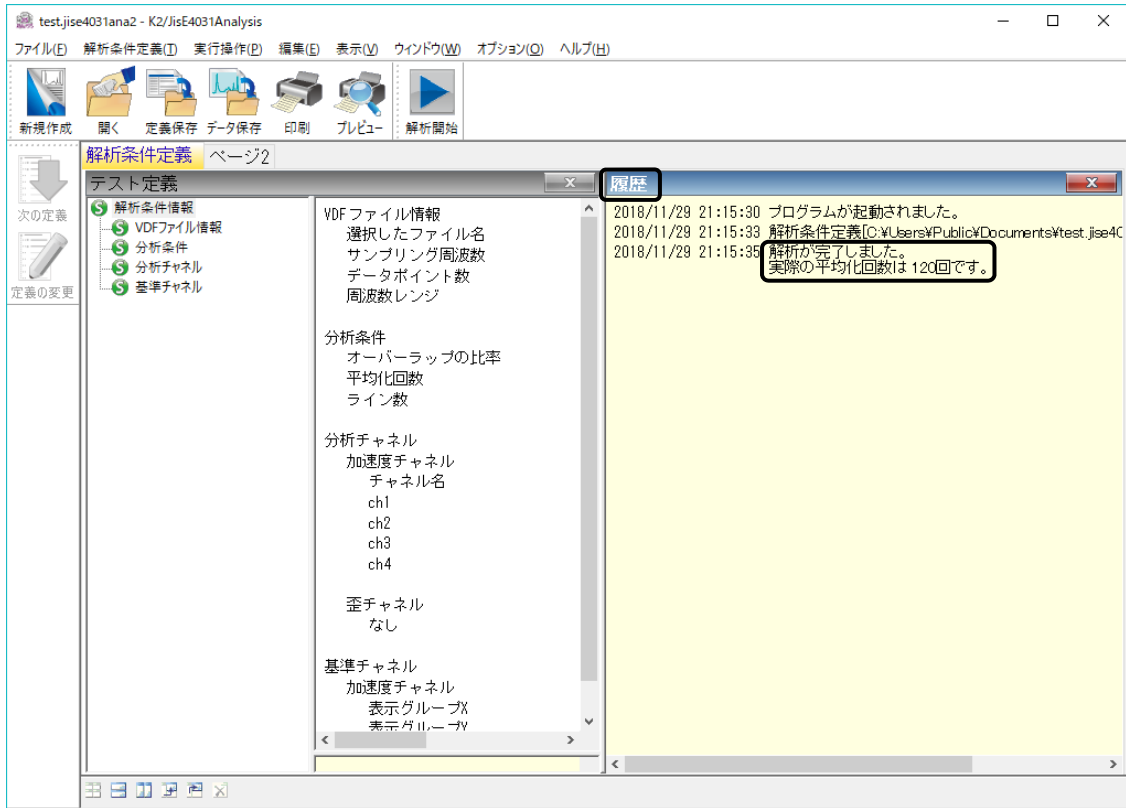 test.jise4031ana2 - K2/JisE4031Analysis
ファイル(F) 解析条件定義(T) 実行操作(P) 編集(E) 表示(V) ウィンドウ(W) オプション(O) ヘルプ(H)
新規作成 開く 定義保存 データ保存 印刷 プレビュー 解析開始
次の定義
定義の変更
解析条件定義 ページ2
テスト定義
解析条件情報
VDFファイル情報
分析条件
分析チャネル
基準チャネル
VDFファイル情報
選択したファイル名
サンプリング周波数
データポイント数
周波数レンジ
分析条件
オーバーラップの比率
平均化回数
ライン数
分析チャネル
加速度チャネル
チャネル名
ch1
ch2
ch3
ch4
歪チャネル
なし
基準チャネル
加速度チャネル
表示グループX
表示グループY
履歴
2018/11/29 21:15:30 プログラムが起動されました。
2018/11/29 21:15:33 解析条件定義[C:¥Users¥Public¥Documents¥test.jise4
2018/11/29 21:15:35 解析が完了しました。
実際の平均化回数は 120回です。